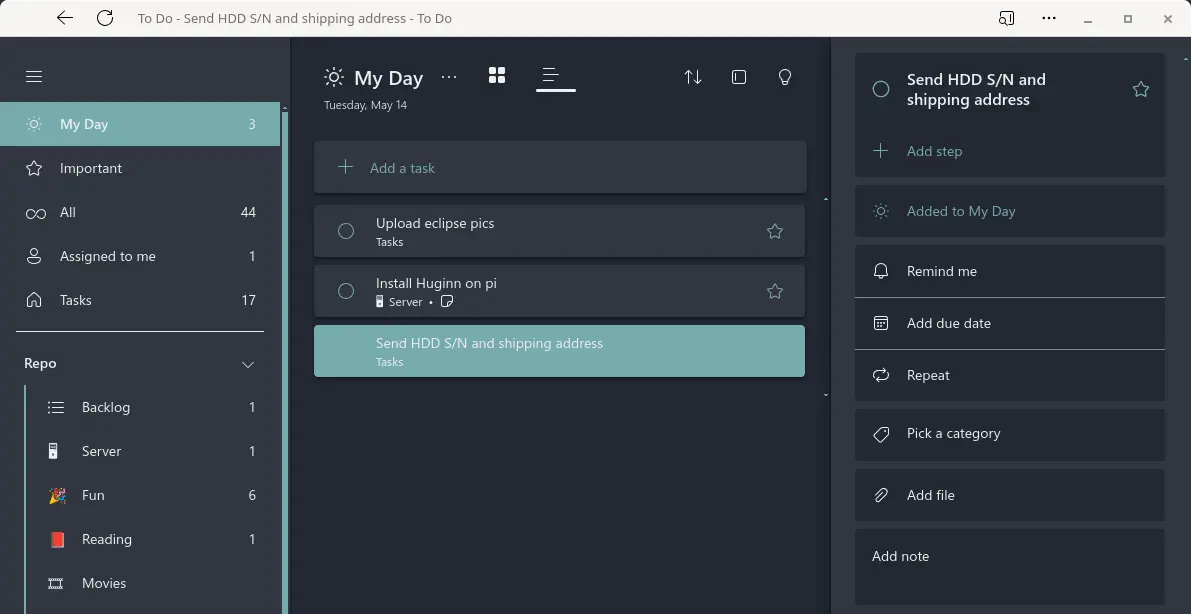 To Do - Send HDD S/N and shipping address - To Do
My Day 3
Important
All 44
Assigned to me 1
Tasks 17
Repo
Backlog 1
Server 1
Fun 6
Reading 1
Movies
My Day
Tuesday, May 14
Add a task
Upload eclipse pics
Tasks
Install Huginn on pi
Server •
Send HDD S/N and shipping address
Tasks
Send HDD S/N and
shipping address
Add step
Added to My Day
Remind me
Add due date
Repeat
Pick a category
Add file
Add note